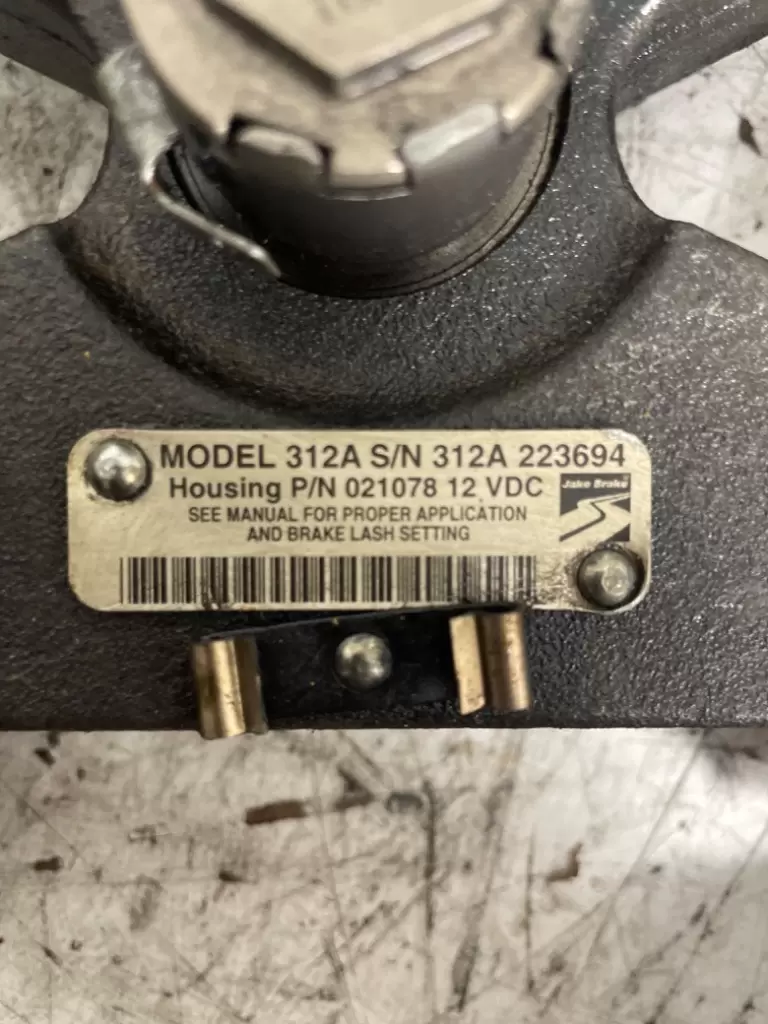 MODEL 312A S/N 312A 223694
Housing P/N 021078 12 VDC
Jake Brake
SEE MANUAL FOR PROPER APPLICATION
AND BRAKE LASH SETTING